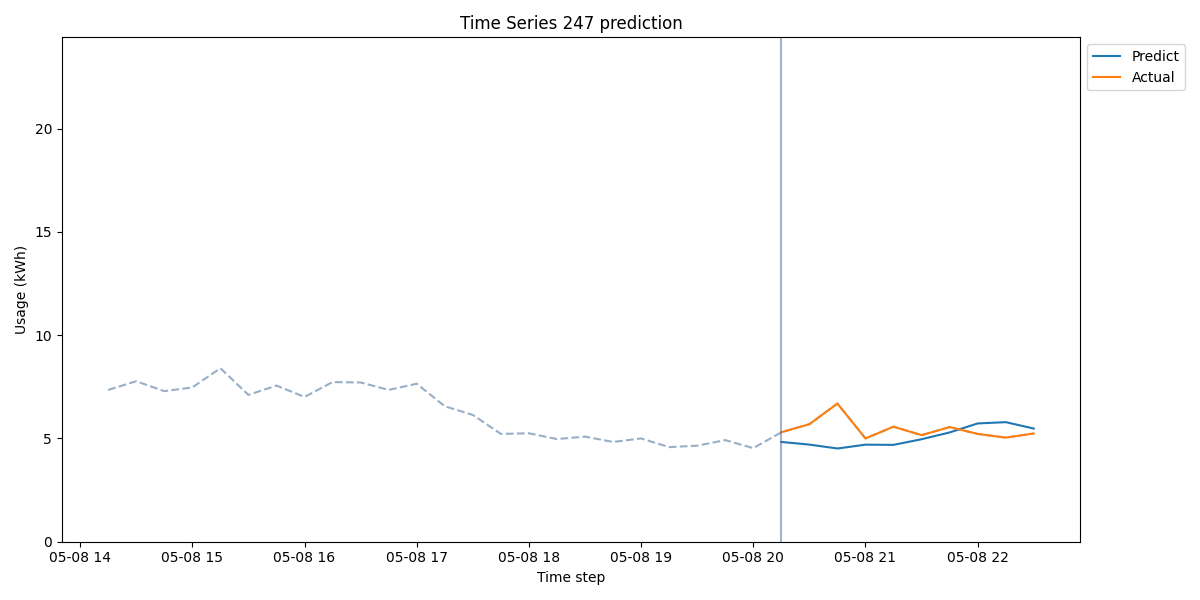 Time Series 247 prediction
Predict
Actual
Usage (kWh)
20
15
10
5
0
05-08 14 05-08 15 05-08 16 05-08 17 05-08 18 05-08 19 05-08 20 05-08 21 05-08 22
Time step